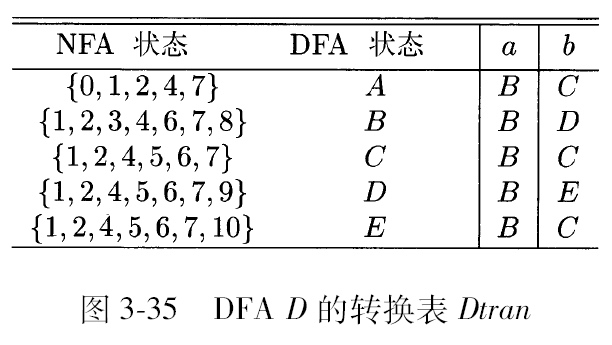 NFA 状态 DFA 状态 a b
{0, 1, 2, 4, 7} A B C
{1, 2, 3, 4, 6, 7, 8} B B D
{1, 2, 4, 5, 6, 7} C B C
{1, 2, 4, 5, 6, 7, 9} D B E
{1, 2, 4, 5, 6, 7, 10} E B C
图 3-35 DFA D 的转换表 Dtran